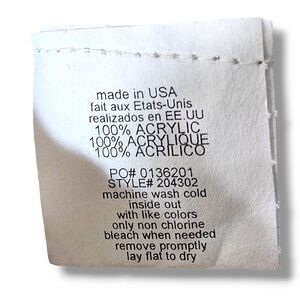 made in USA
fait aux Etats-Unis
realizados en EE.UU
100% ACRYLIC
100% ACRYLIQUE
100% ACRILICO
PO# 0136201
STYLE# 204302
machine wash cold
inside out
with like colors
only non chlorine
bleach when needed
remove promptly
lay flat to dry